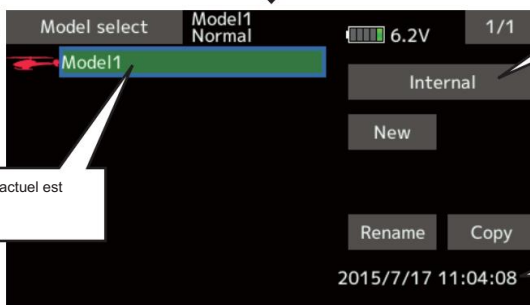 Model select
Model1
Normal
6.2V
1/1
Model1
Internal
New
actuel est
Rename
Copy
2015/7/17 11:04:08